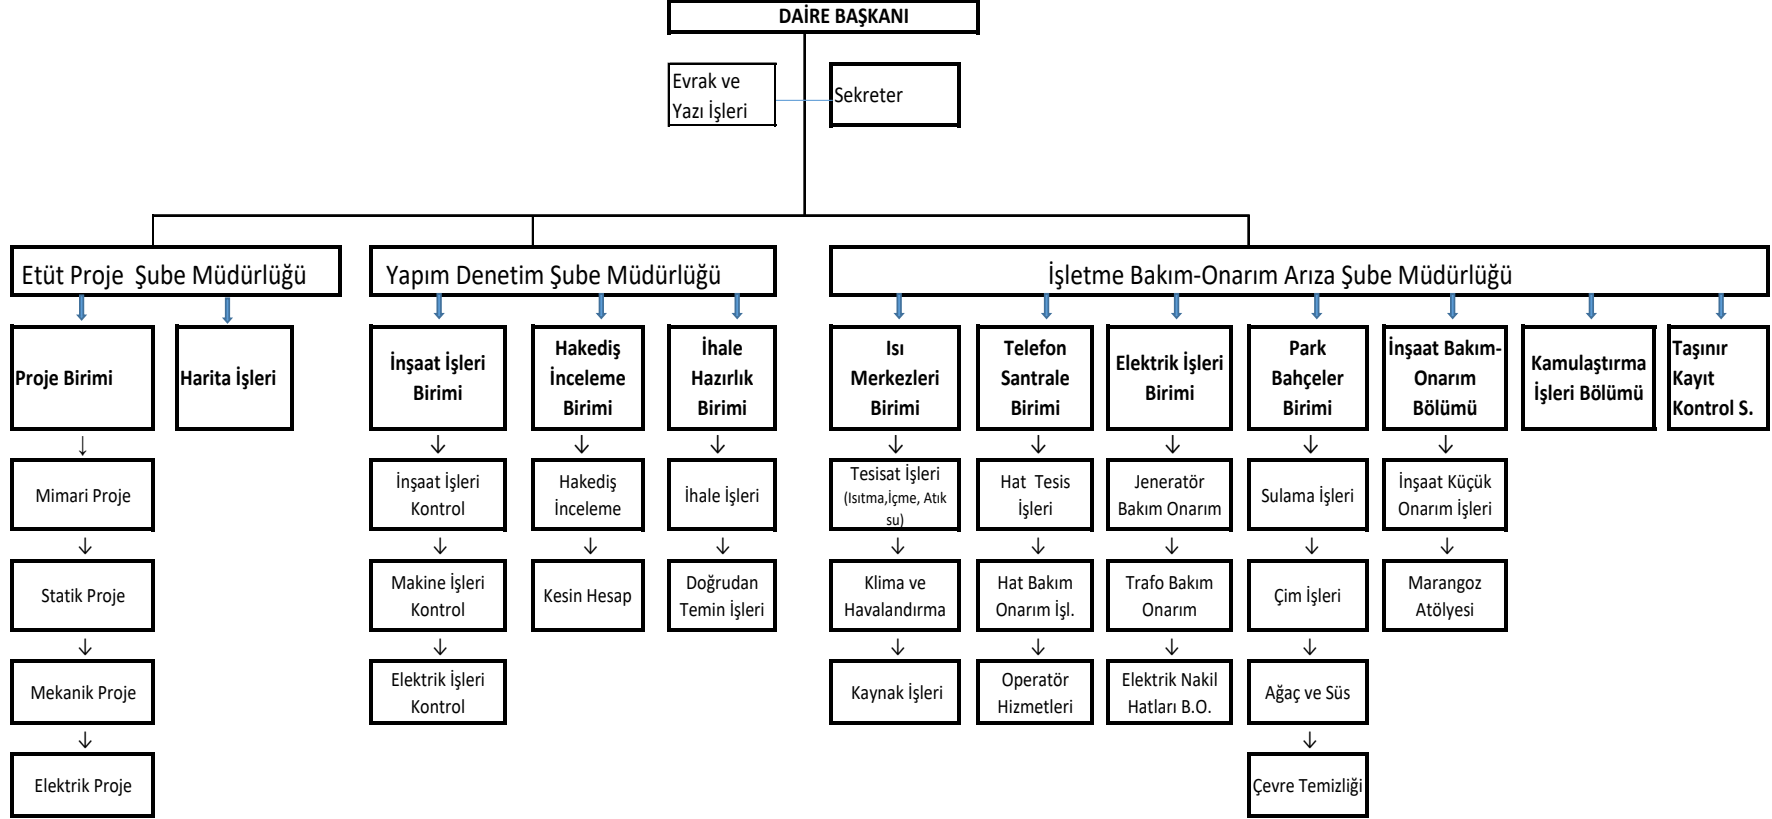 DAİRE BAŞKANI
Evrak ve
Yazı İşleri
Sekreter
Etüt Proje  Şube Müdürlüğü
Yapım Denetim Şube Müdürlüğü
İşletme Bakım-Onarım Arıza Şube Müdürlüğü
Proje Birimi
Harita İşleri
İnşaat İşleri
Birimi
Hakediş
İnceleme
Birimi
İhale
Hazırlık
Birimi
Isı
Merkezleri
Birimi
Telefon
Santrale
Birimi
Elektrik İşleri
Birimi
Park
Bahçeler
Birimi
İnşaat Bakım-
Onarım
Bölümü
Kamulaştırma
İşleri Bölümü
Taşınır
Kayıt
Kontrol S.
Mimari Proje
İnşaat İşleri
Kontrol
Hakediş
İnceleme
İhale İşleri
Tesisat İşleri
(Isıtma,İçme, Atık
su)
Hat  Tesis
İşleri
Jeneratör
Bakım Onarım
Sulama İşleri
İnşaat Küçük
Onarım İşleri
Statik Proje
Makine İşleri
Kontrol
Kesin Hesap
Doğrudan
Temin İşleri
Klima ve
Havalandırma
Hat Bakım
Onarım İşl.
Trafo Bakım
Onarım
Çim İşleri
Marangoz
Atölyesi
Mekanik Proje
Elektrik İşleri
Kontrol
Kaynak İşleri
Operatör
Hizmetleri
Elektrik Nakil
Hatları B.O.
Ağaç ve Süs
Elektrik Proje
Çevre Temizliği